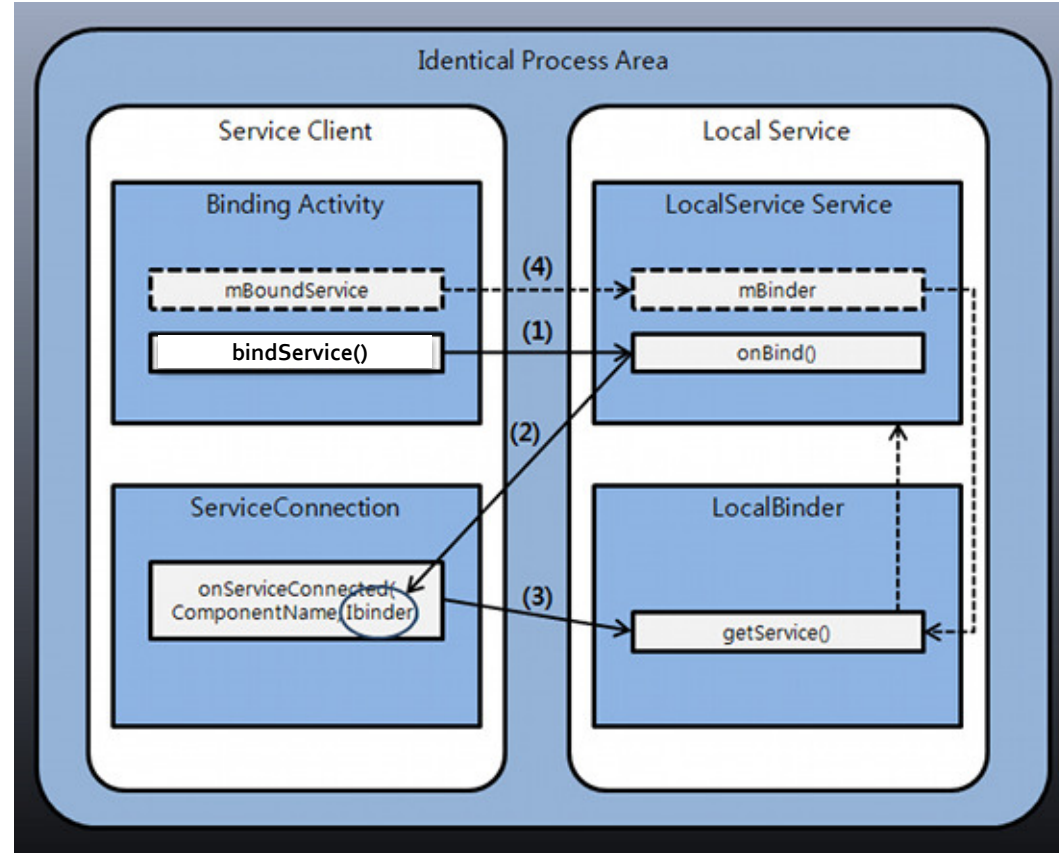 Identical Process Area
Service Client
Binding Activity
mBoundService
bindService()
ServiceConnection
onServiceConnected(
ComponentName, Ibinder
(4)
(1)
(2)
(3)
Local Service
LocalService Service
mBinder
onBind()
LocalBinder
getService()